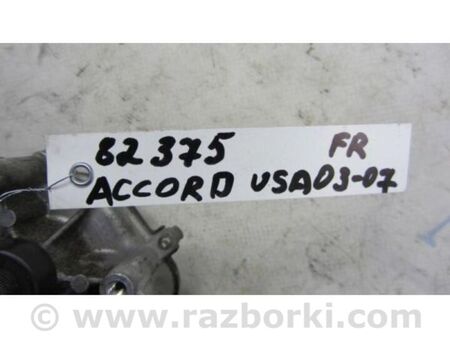 82375 FR
ACCORD USA03-07
© www.razborki.com